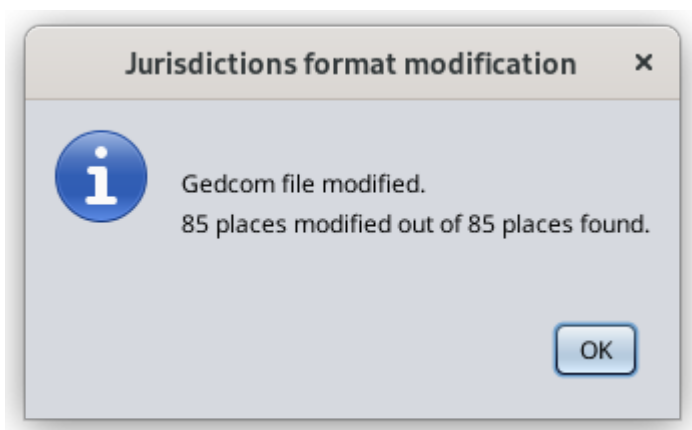 Jurisdictions format modification
Gedcom file modified.
85 places modified out of 85 places found.
OK